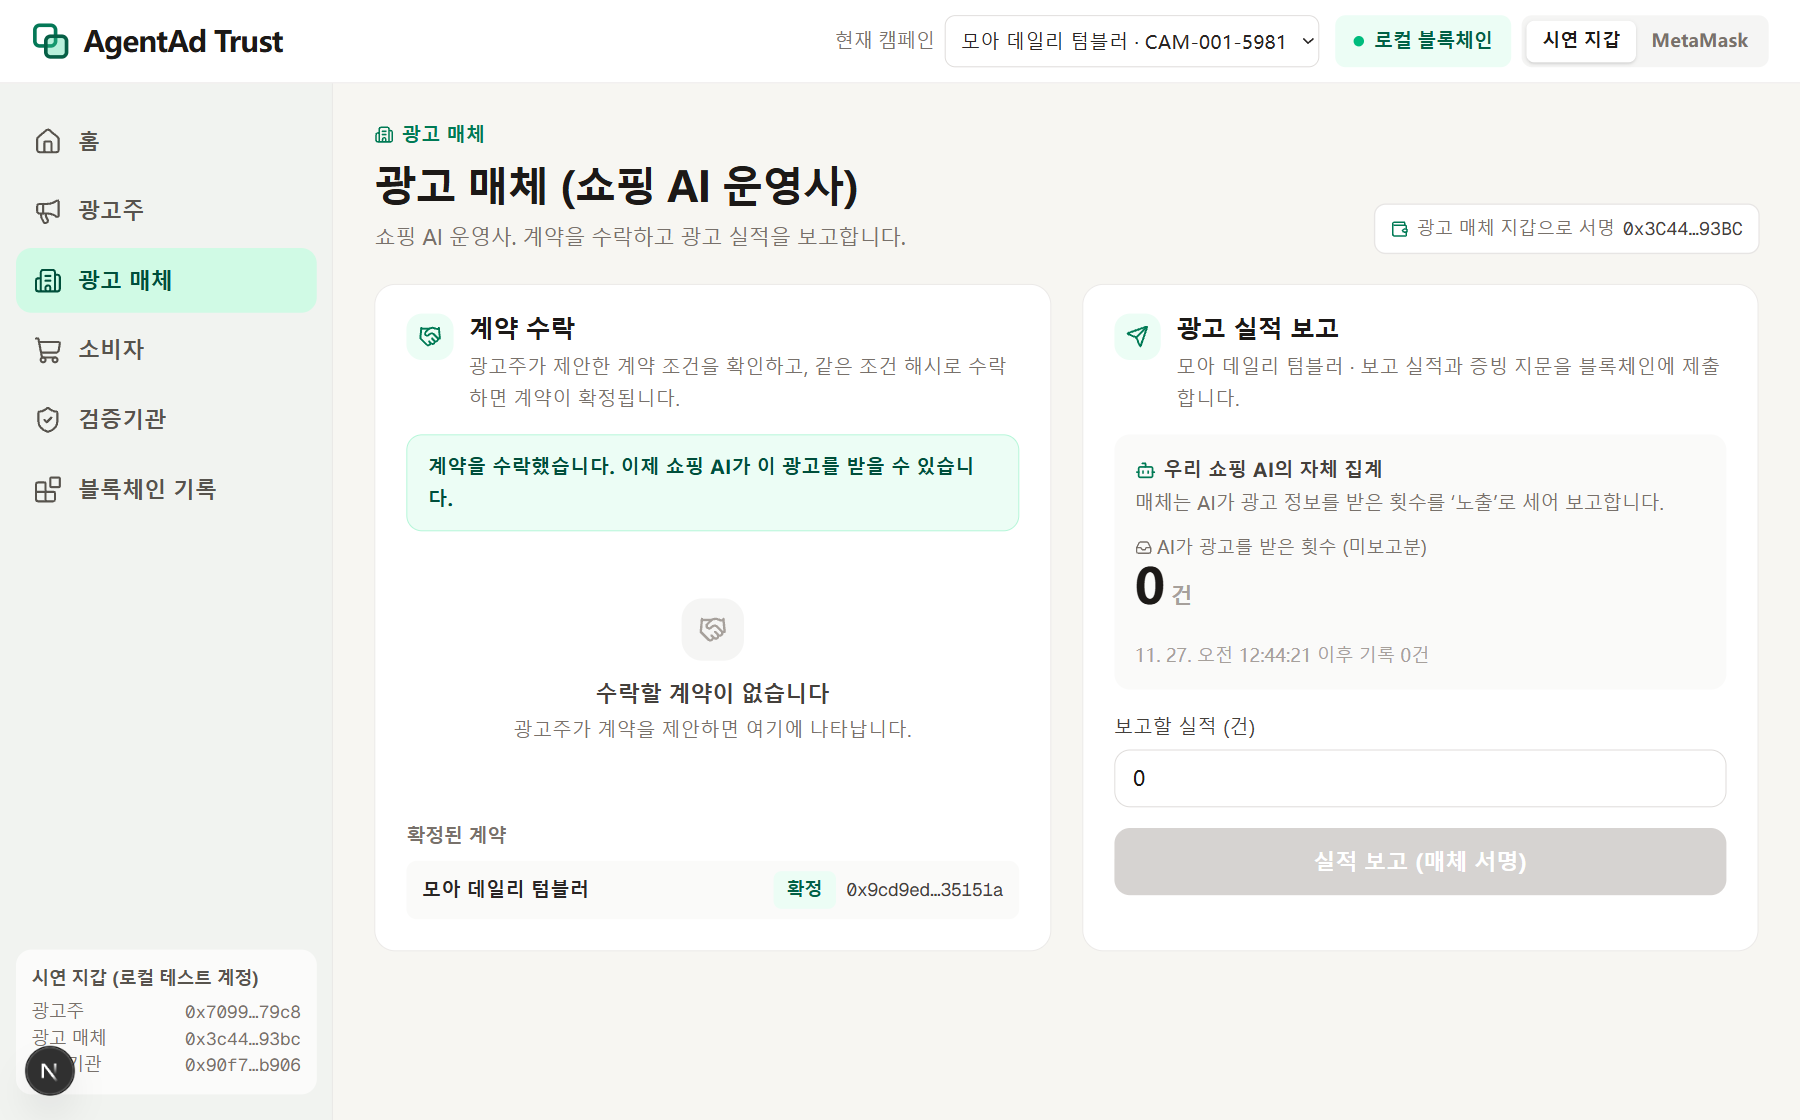 AgentAd Trust
현재 캠페인
모아 데일리 텀블러 · CAM-001-5981
로컬 블록체인
시연 지갑
MetaMask
홈
광고주
광고 매체
소비자
검증기관
블록체인 기록
광고 매체
광고 매체 (쇼핑 AI 운영사)
쇼핑 AI 운영사. 계약을 수락하고 광고 실적을 보고합니다.
광고 매체 지갑으로 서명 0x3C44…93BC
계약 수락
광고주가 제안한 계약 조건을 확인하고, 같은 조건 해시로 수락
하면 계약이 확정됩니다.
계약을 수락했습니다. 이제 쇼핑 AI가 이 광고를 받을 수 있습니
다.
수락할 계약이 없습니다
광고주가 계약을 제안하면 여기에 나타납니다.
확정된 계약
모아 데일리 텀블러
확정
0x9cd9ed…35151a
광고 실적 보고
모아 데일리 텀블러 · 보고 실적과 증빙 지문을 블록체인에 제출
합니다.
우리 쇼핑 AI의 자체 집계
매체는 AI가 광고 정보를 받은 횟수를 ‘노출’로 세어 보고합니다.
AI가 광고를 받은 횟수 (미보고분)
0 건
11. 27. 오전 12:44:21 이후 기록 0건
보고할 실적 (건)
0
실적 보고 (매체 서명)
시연 지갑 (로컬 테스트 계정)
광고주 0x7099…79c8
광고 매체 0x3c44…93bc
기관 0x90f7…b906
N